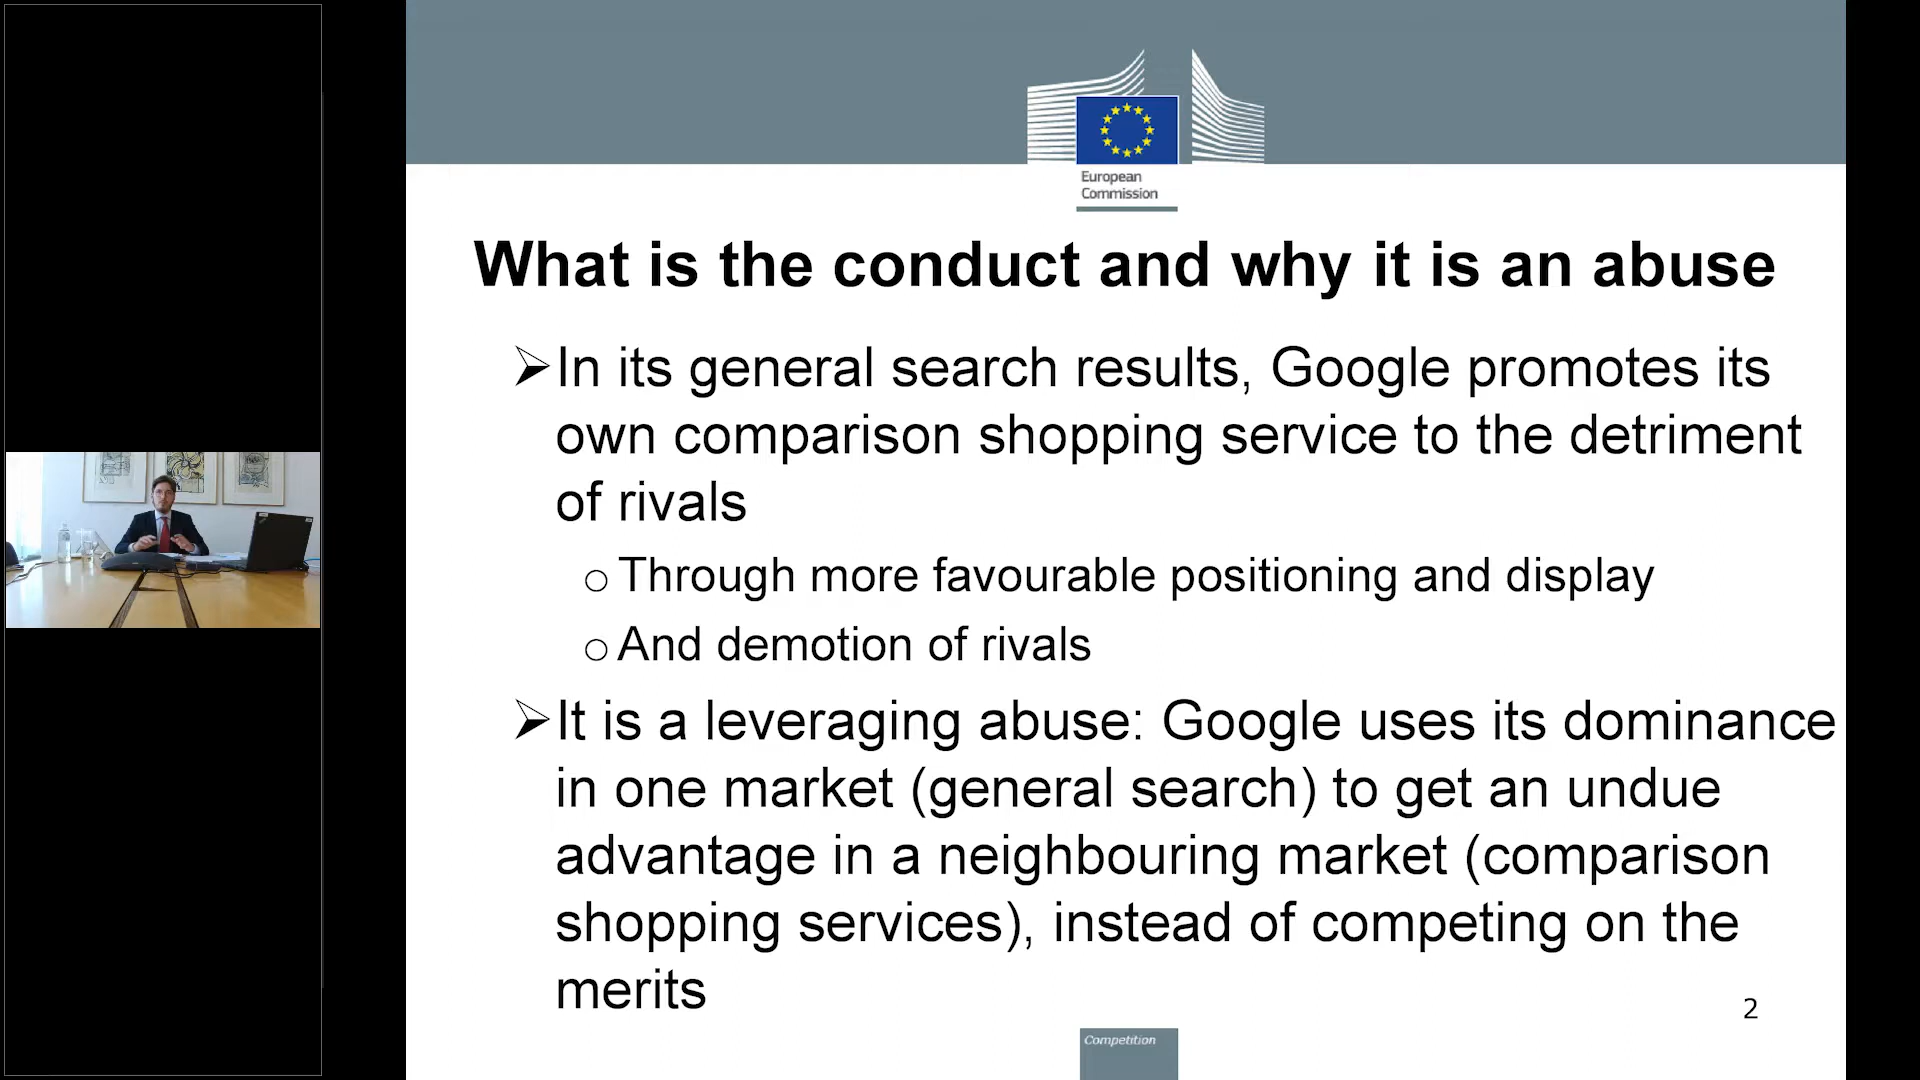 European
Commission
What is the conduct and why it is an abuse
In its general search results, Google promotes its
own comparison shopping service to the detriment
of rivals
Through more favourable positioning and display
And demotion of rivals
It is a leveraging abuse: Google uses its dominance
in one market (general search) to get an undue
advantage in a neighbouring market (comparison
shopping services), instead of competing on the
merits
2
Competition